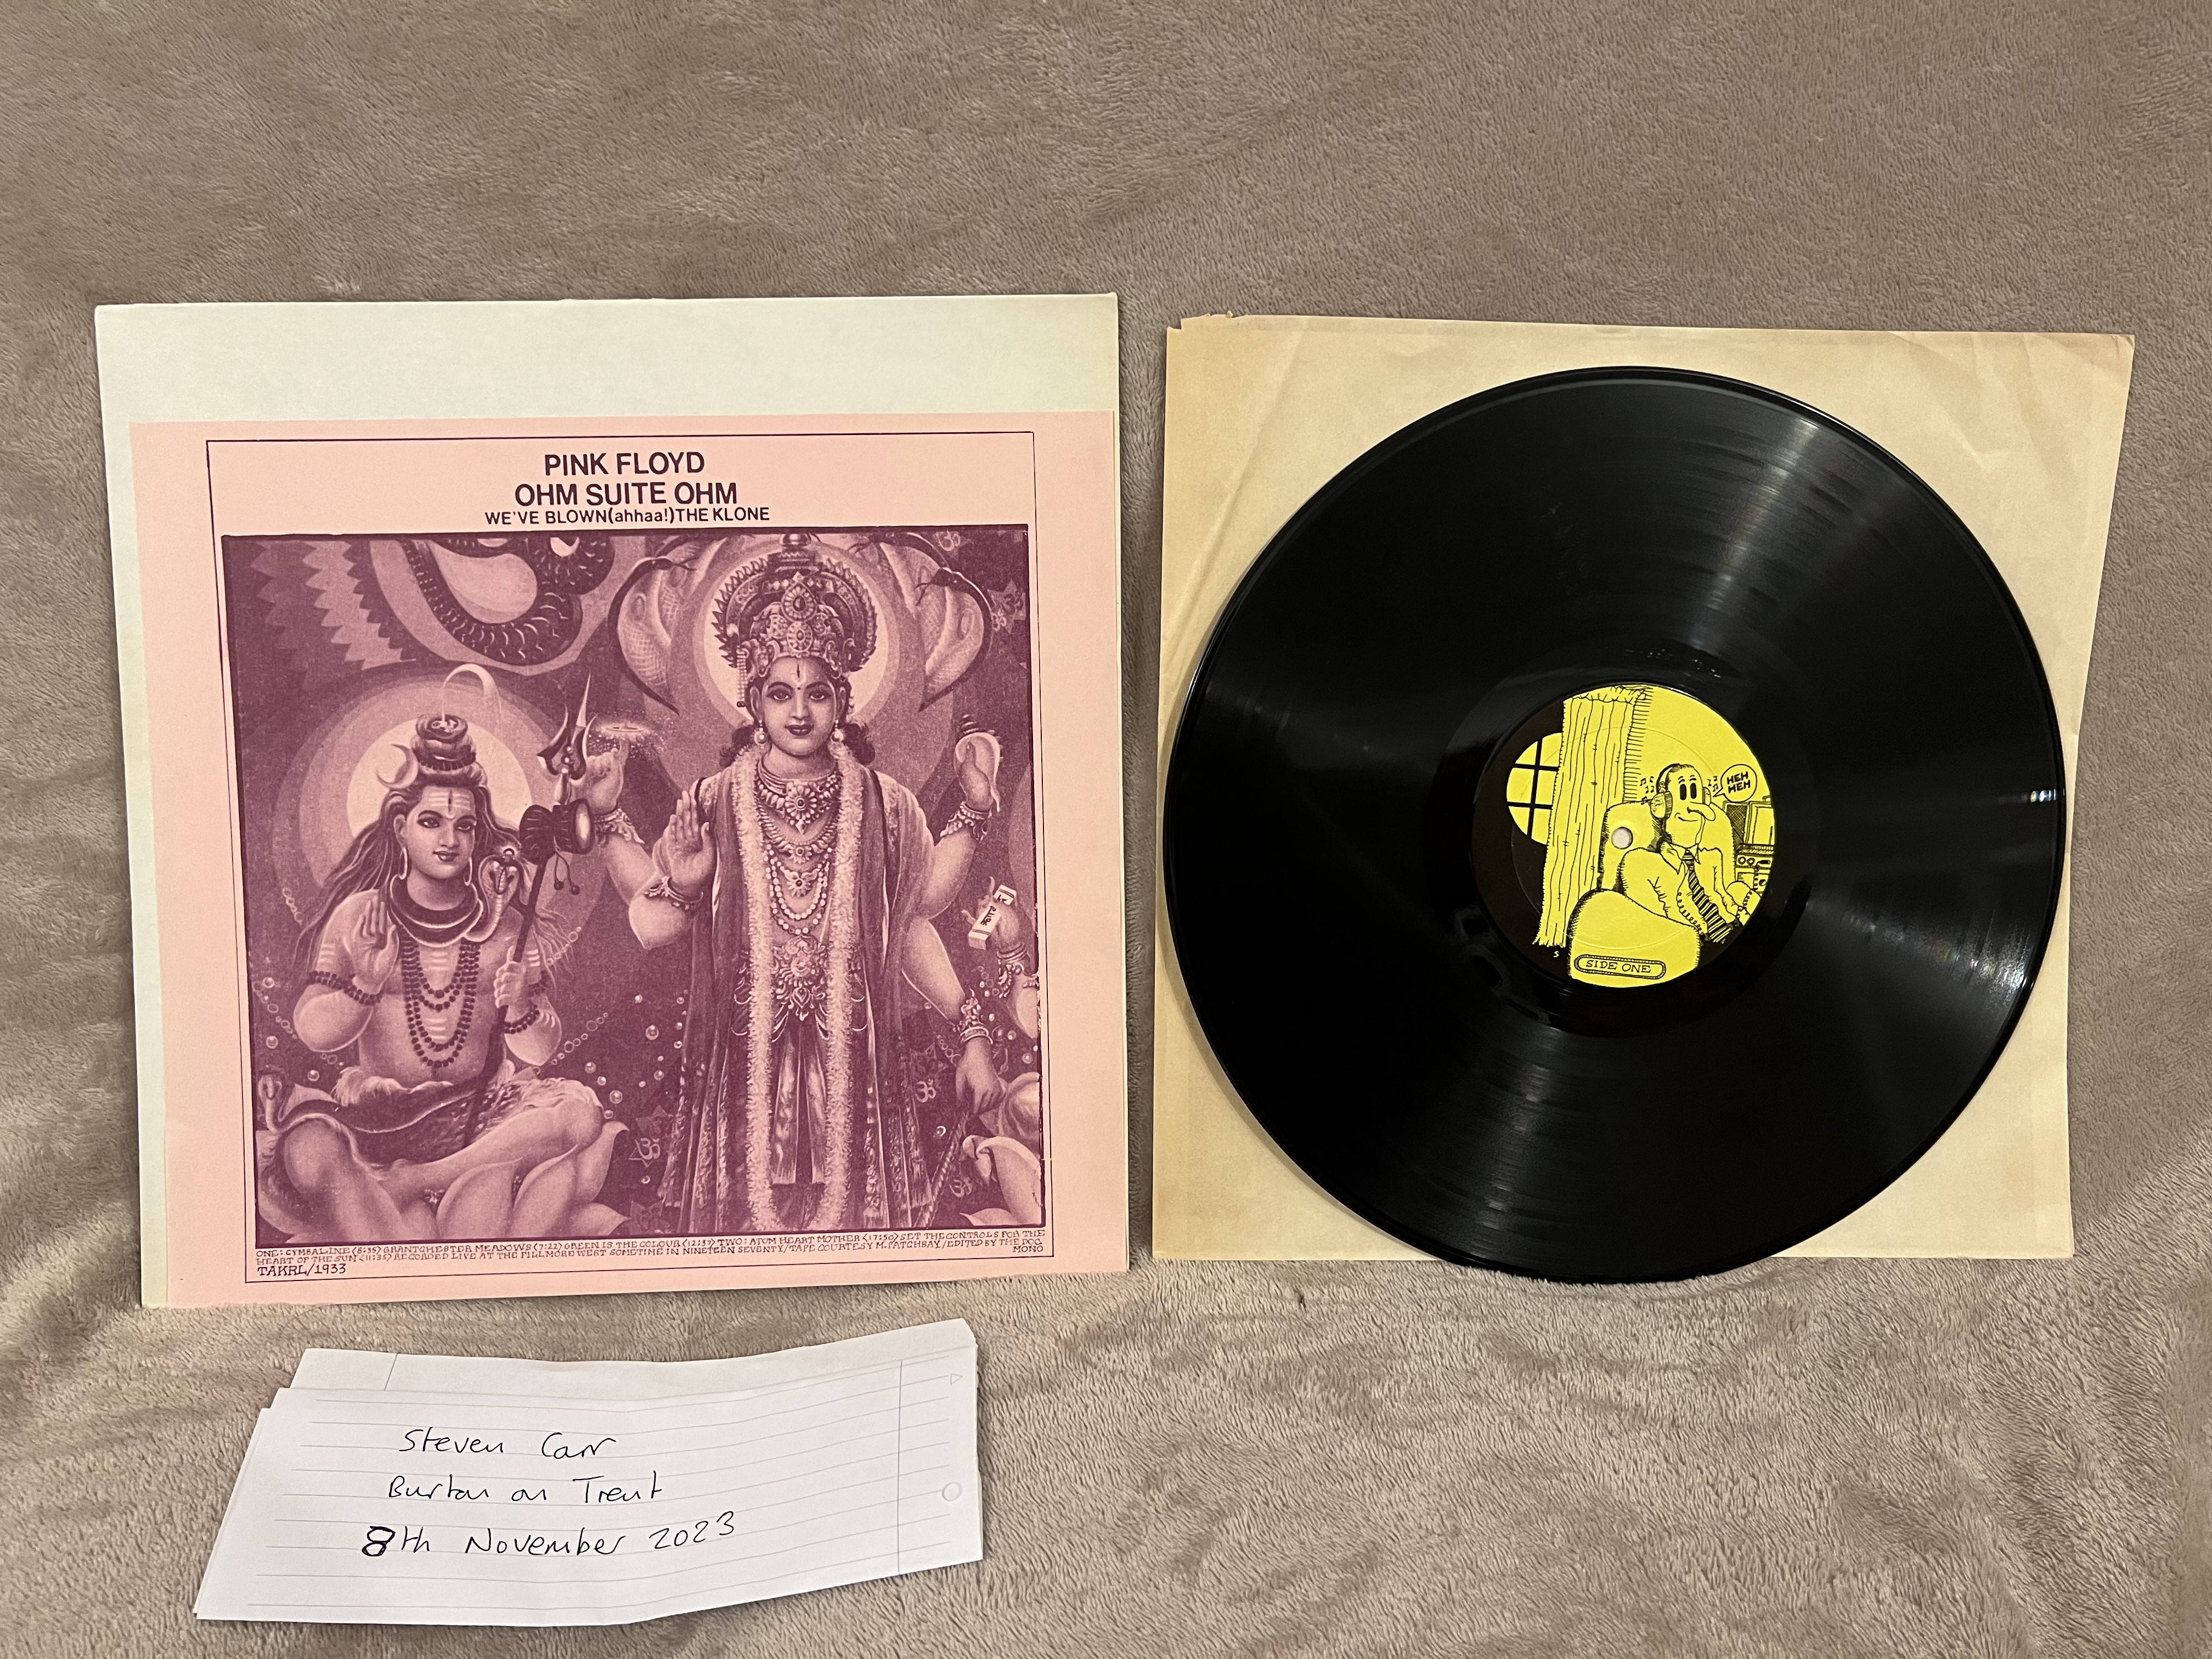 PINK FLOYD
OHM SUITE OHM
WE'VE BLOWN(ahhaa!)THE KLONE
ONE: CYMBALINE (8:35) GRANTCHESTER MEADOWS (7:22) GREEN IS THE COLOUR (12:37) TWO: ATOM HEART MOTHER (17:50) SET THE CONTROLS FOR THE
HEART OF THE SUN (11:35) RECORDED LIVE AT THE FILLMORE WEST SOMETIME IN NINETEEN SEVENTY/TAPE COURTESY M. PATCHBAY/EDITED BY THE DOG
MONO
TAKRL/1933
HEH
HEH
SIDE ONE
S
Steven Carr
Burton on Trent
8th November 2023